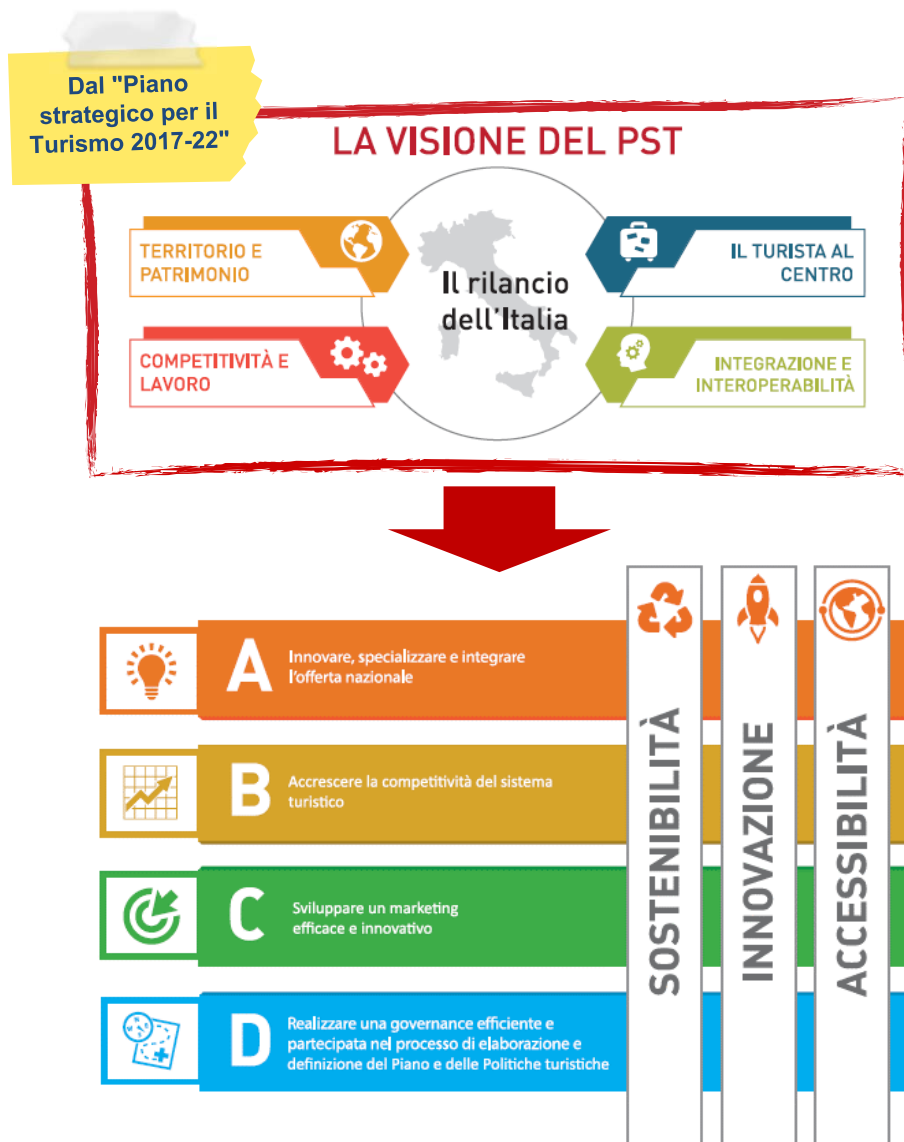 Dal "Piano
strategico per il
Turismo 2017-22"
LA VISIONE DEL PST
TERRITORIO E
PATRIMONIO
IL TURISTA AL
CENTRO
Il rilancio
dell'Italia
COMPETITIVITÀ E
LAVORO
INTEGRAZIONE E
INTEROPERABILITÀ
A
Innovare, specializzare e integrare
l'offerta nazionale
B
Accrescere la competitività del sistema
turistico
C
Sviluppare un marketing
efficace e innovativo
D
Realizzare una governance efficiente e
partecipata nel processo di elaborazione e
definizione del Piano e delle Politiche turistiche
SOSTENIBILITÀ
INNOVAZIONE
ACCESSIBILITÀ